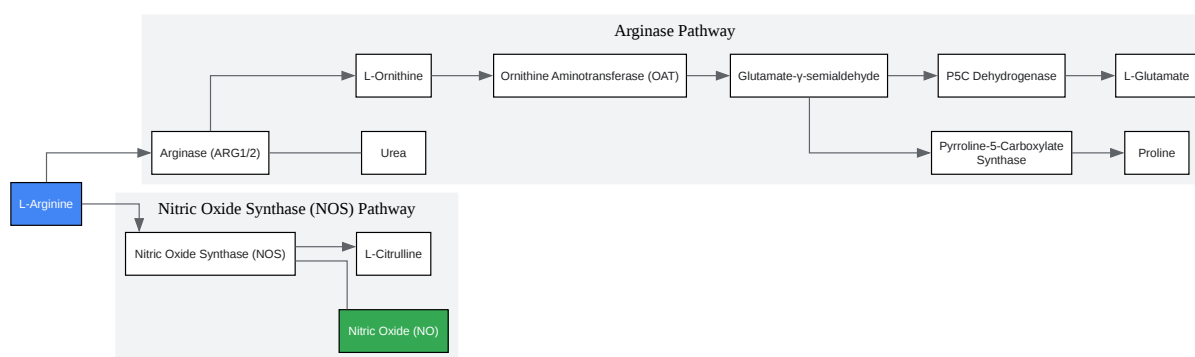 Arginase Pathway
L-Ornithine
Ornithine Aminotransferase (OAT)
Glutamate-γ-semialdehyde
P5C Dehydrogenase
L-Glutamate
Arginase (ARG1/2)
Urea
Pyrroline-5-Carboxylate
Synthase
Proline
L-Arginine
Nitric Oxide Synthase (NOS) Pathway
Nitric Oxide Synthase (NOS)
L-Citrulline
Nitric Oxide (NO)